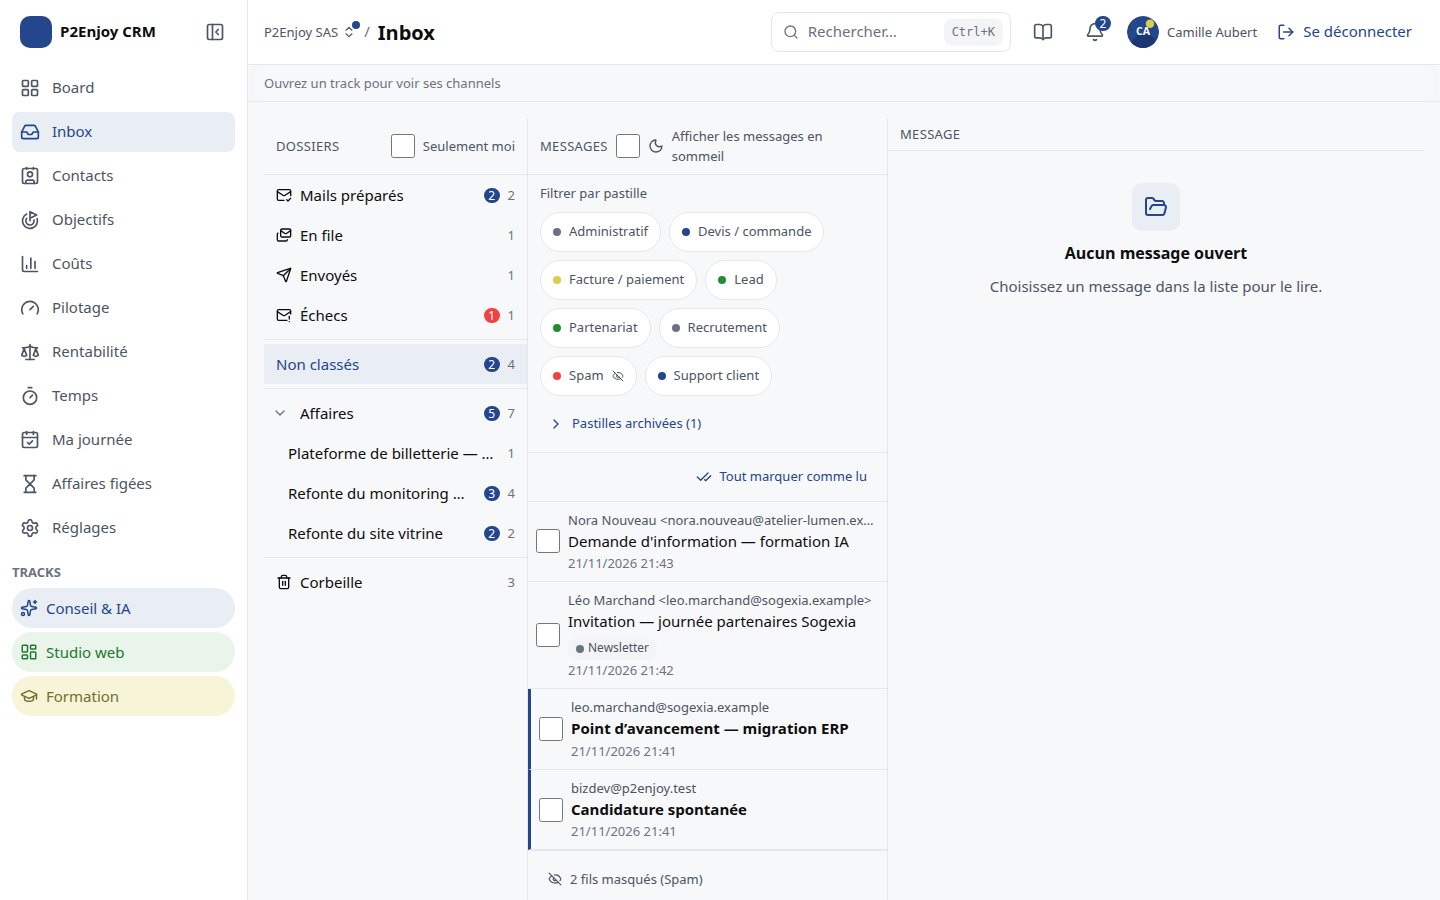 P2Enjoy CRM
Board
Inbox
Contacts
Objectifs
Coûts
Pilotage
Rentabilité
Temps
Ma journée
Affaires figées
Réglages
TRACKS
Conseil & IA
Studio web
Formation
P2Enjoy SAS / Inbox
Rechercher... Ctrl+K
2
CA Camille Aubert
Se déconnecter
Ouvrez un track pour voir ses channels
DOSSIERS Seulement moi
Mails préparés 2 2
En file 1
Envoyés 1
Échecs 1 1
Non classés 2 4
Affaires 5 7
Plateforme de billetterie — ... 1
Refonte du monitoring ... 3 4
Refonte du site vitrine 2 2
Corbeille 3
MESSAGES Afficher les messages en
sommeil
Filtrer par pastille
Administratif Devis / commande
Facture / paiement Lead
Partenariat Recrutement
Spam Support client
Pastilles archivées (1)
Tout marquer comme lu
Nora Nouveau <nora.nouveau@atelier-lumen.ex...
Demande d'information — formation IA
21/11/2026 21:43
Léo Marchand <leo.marchand@sogexia.example>
Invitation — journée partenaires Sogexia
Newsletter
21/11/2026 21:42
leo.marchand@sogexia.example
Point d’avancement — migration ERP
21/11/2026 21:41
bizdev@p2enjoy.test
Candidature spontanée
21/11/2026 21:41
2 fils masqués (Spam)
MESSAGE
Aucun message ouvert
Choisissez un message dans la liste pour le lire.